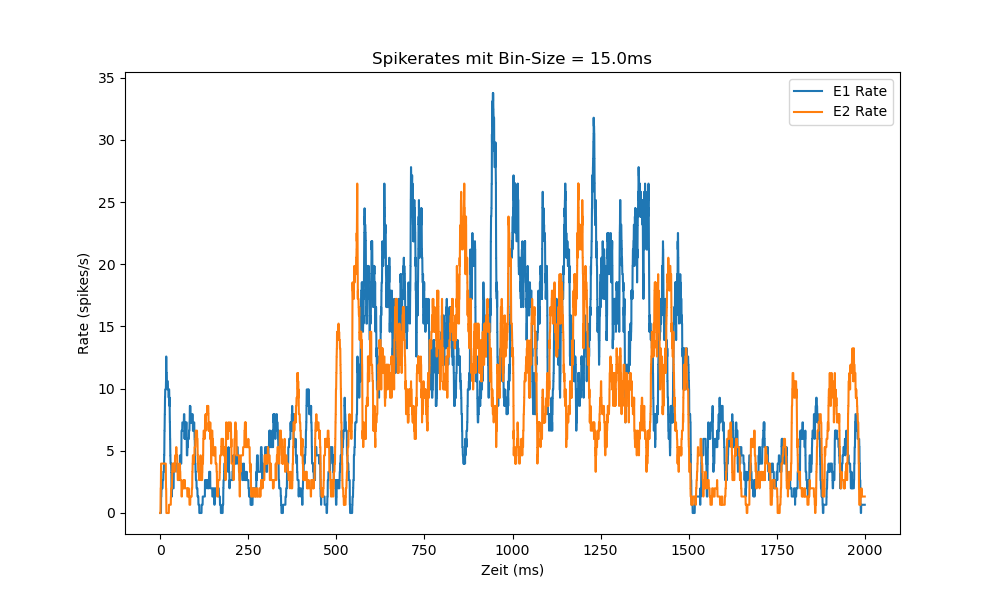 Spikerates mit Bin-Size = 15.0ms
E1 Rate
E2 Rate
Rate (spikes/s)
35
30
25
20
15
10
5
0
0 250 500 750 1000 1250 1500 1750 2000
Zeit (ms)